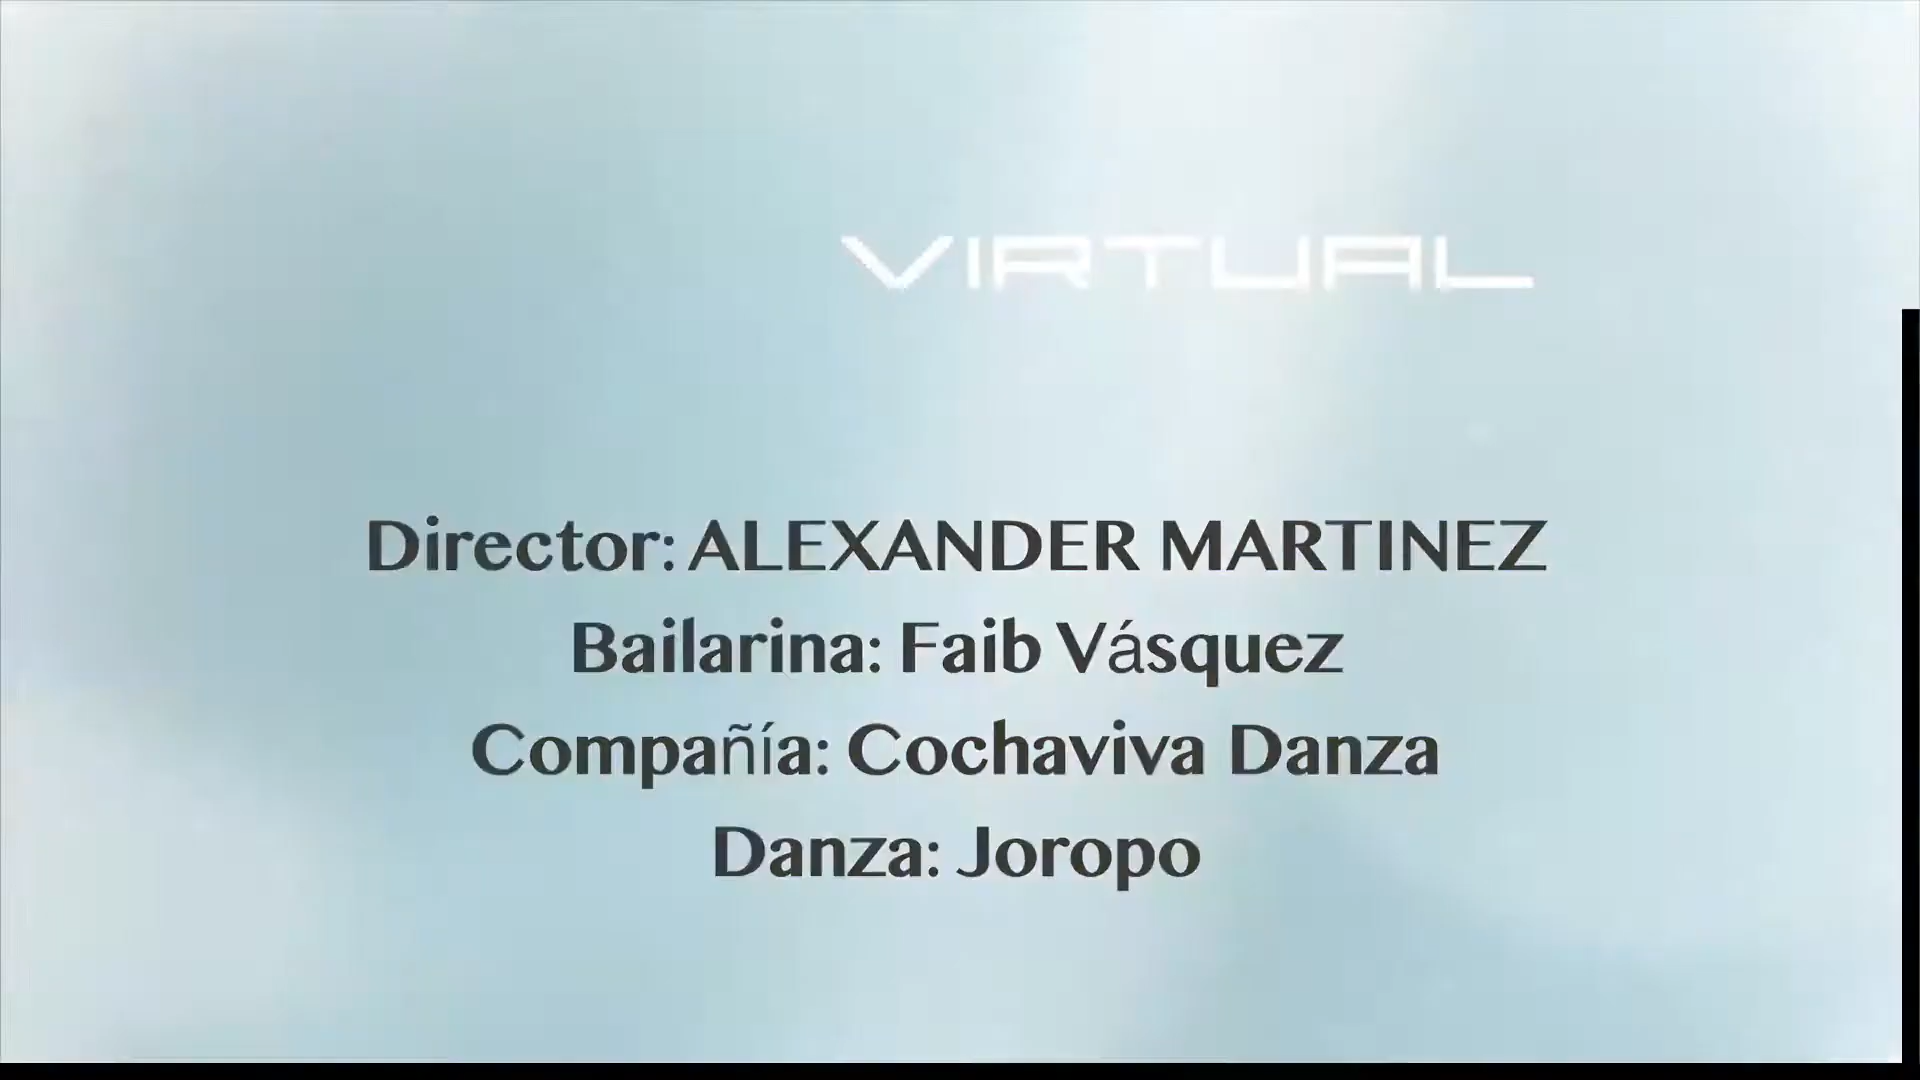 VIRTUAL
Director: ALEXANDER MARTINEZ
Bailarina: Faib Vásquez
Compañía: Cochaviva Danza
Danza: Joropo